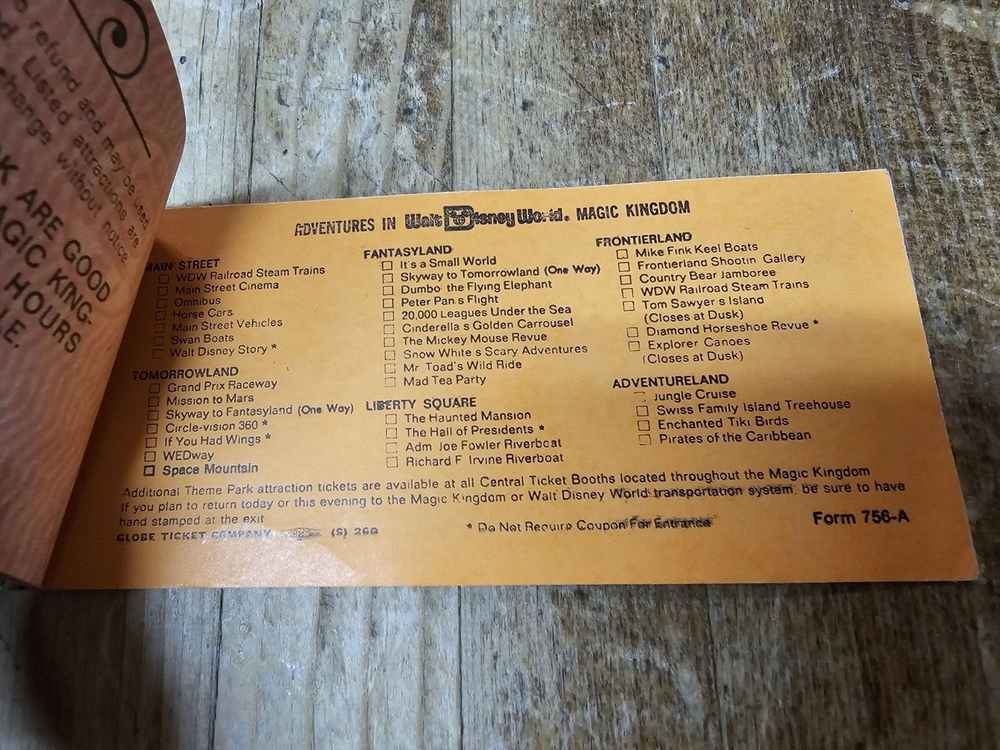 refund and may be used
Listed attractions are
change without notice.
ARE GOOD
MAGIC KING-
HOURS
ADVENTURES IN Walt Disney World. MAGIC KINGDOM
MAIN STREET
WDW Railroad Steam Trains
Main Street Cinema
Omnibus
Horse Cars
Main Street Vehicles
Swan Boats
Walt Disney Story *
TOMORROWLAND
Grand Prix Raceway
Mission to Mars
Skyway to Fantasyland (One Way)
Circle-vision 360 *
If You Had Wings *
WEDway
Space Mountain
FANTASYLAND
It's a Small World
Skyway to Tomorrowland (One Way)
Dumbo the Flying Elephant
Peter Pan s Flight
20,000 Leagues Under the Sea
Cinderella s Golden Carrousel
The Mickey Mouse Revue
Snow White s Scary Adventures
Mr Toad's Wild Ride
Mad Tea Party
LIBERTY SQUARE
The Haunted Mansion
The Hall of Presidents *
Adm Joe Fowler Riverboat
Richard F Irvine Riverboat
FRONTIERLAND
Mike Fink Keel Boats
Frontierland Shootin Gallery
Country Bear Jamboree
WDW Railroad Steam Trains
Tom Sawyer s Island
(Closes at Dusk)
Diamond Horseshoe Revue *
Explorer Canoes
(Closes at Dusk)
ADVENTURELAND
Jungle Cruise
Swiss Family Island Treehouse
Enchanted Tiki Birds
Pirates of the Caribbean
Additional Theme Park attraction tickets are available at all Central Ticket Booths located throughout the Magic Kingdom
If you plan to return today or this evening to the Magic Kingdom or Walt Disney World transportation system be sure to have
hand stamped at the exit
* Do Not Require Coupon For Entrance
Form 756-A
GLOBE TICKET COMPANY (S) 260